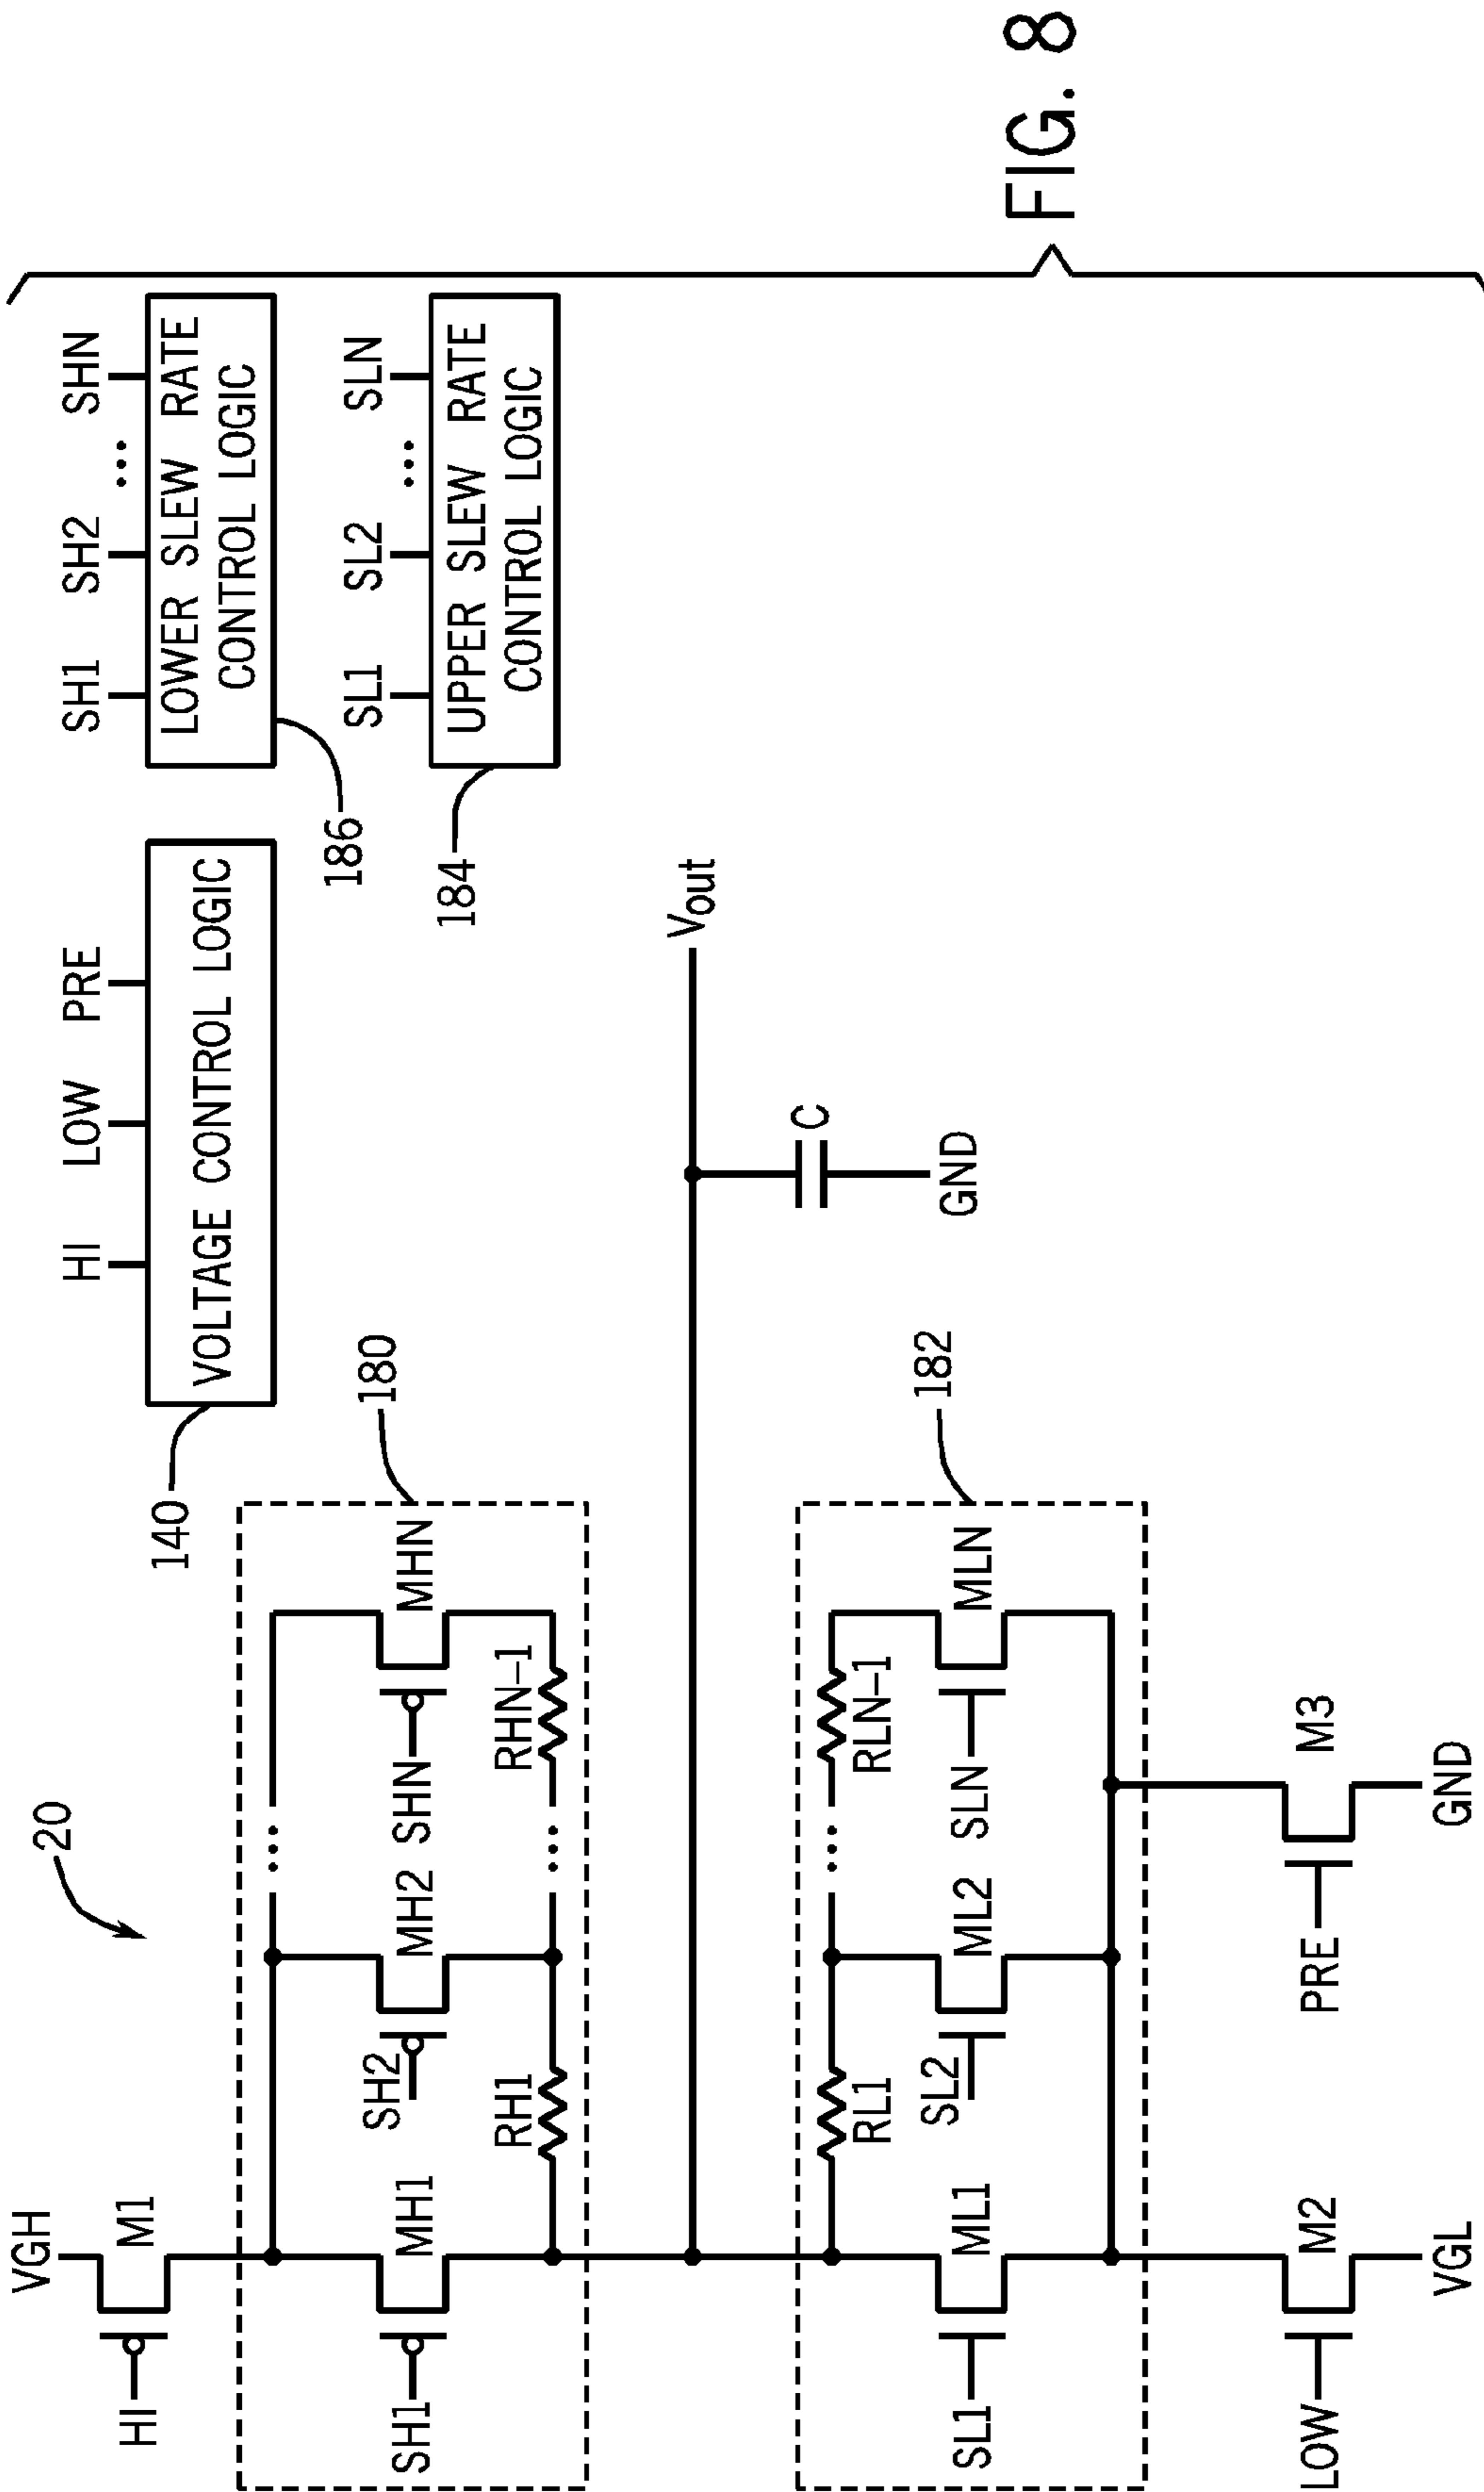 20
VGH
HI
M1
140
HI LOW PRE
VOLTAGE CONTROL LOGIC
SH1 SH2 ... SHN
LOWER SLEW RATE
CONTROL LOGIC
186
SL1 SL2 ... SLN
UPPER SLEW RATE
CONTROL LOGIC
184
180
SH1
MH1
SH2
MH2
SHN
MHN
RH1
...
...
RHN-1
Vout
C
GND
182
RL1
...
RLN-1
SL1
ML1
SL2
ML2
SLN
MLN
LOW
M2
VGL
PRE
M3
GND
FIG. 8